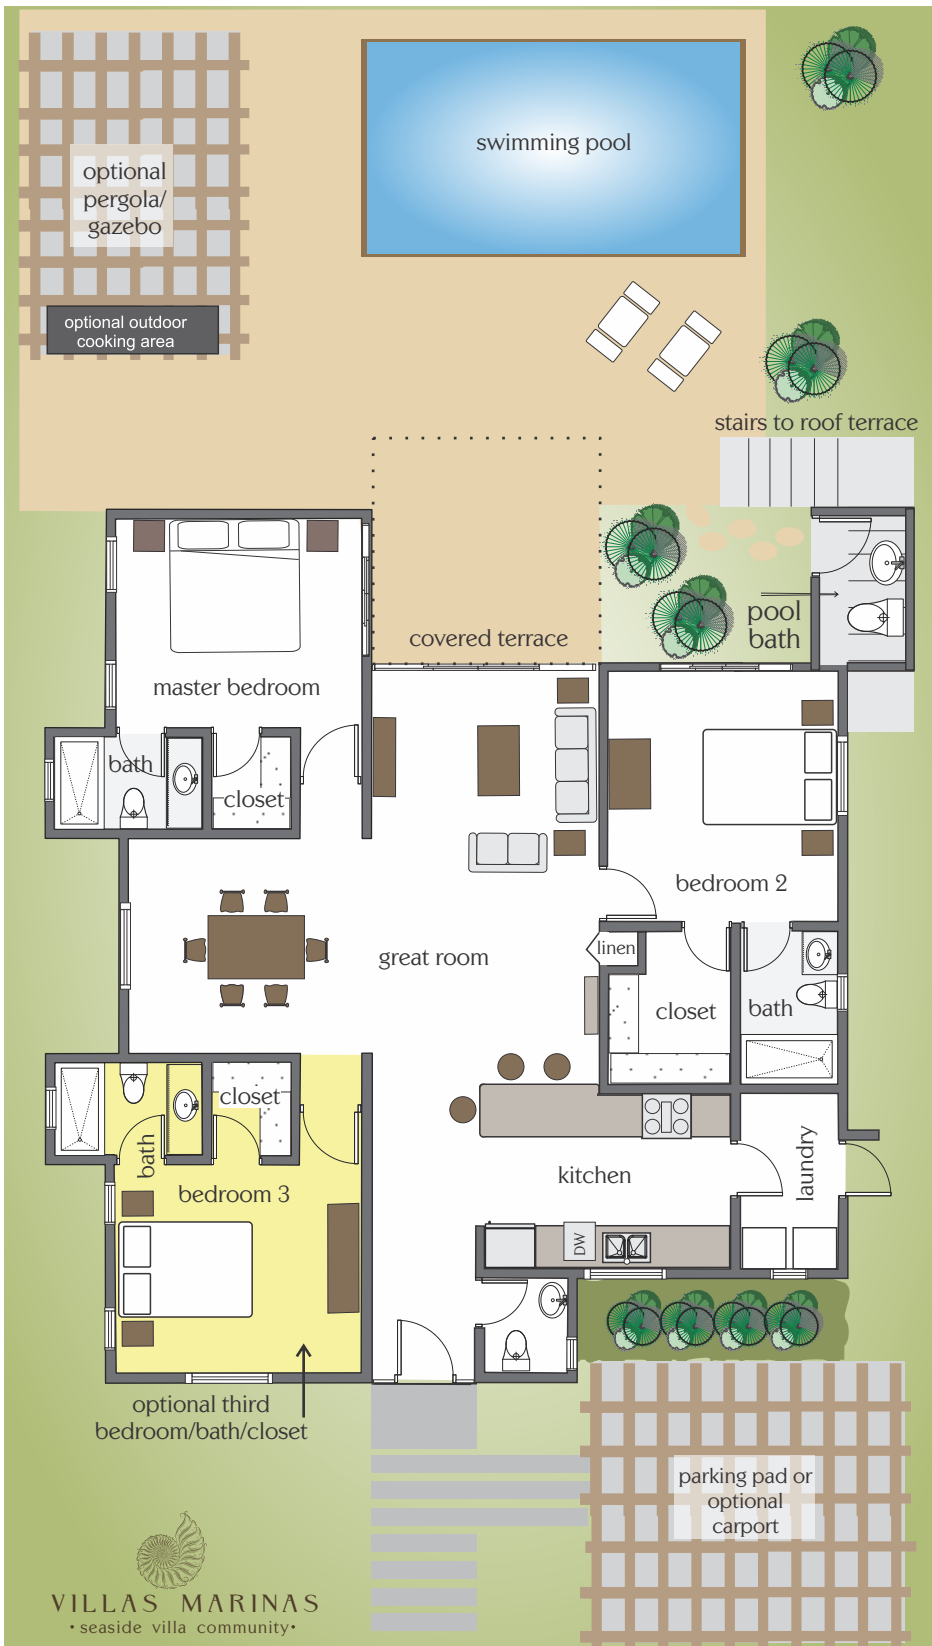 swimming pool
optional
pergola/
gazebo
optional outdoor
cooking area
stairs to roof terrace
pool
bath
covered terrace
master bedroom
bath
closet
bedroom 2
linen
great room
closet
bath
closet
bath
bedroom 3
kitchen
laundry
DW
optional third
bedroom/bath/closet
parking pad or
optional
carport
VILLAS MARINAS
• seaside villa community •